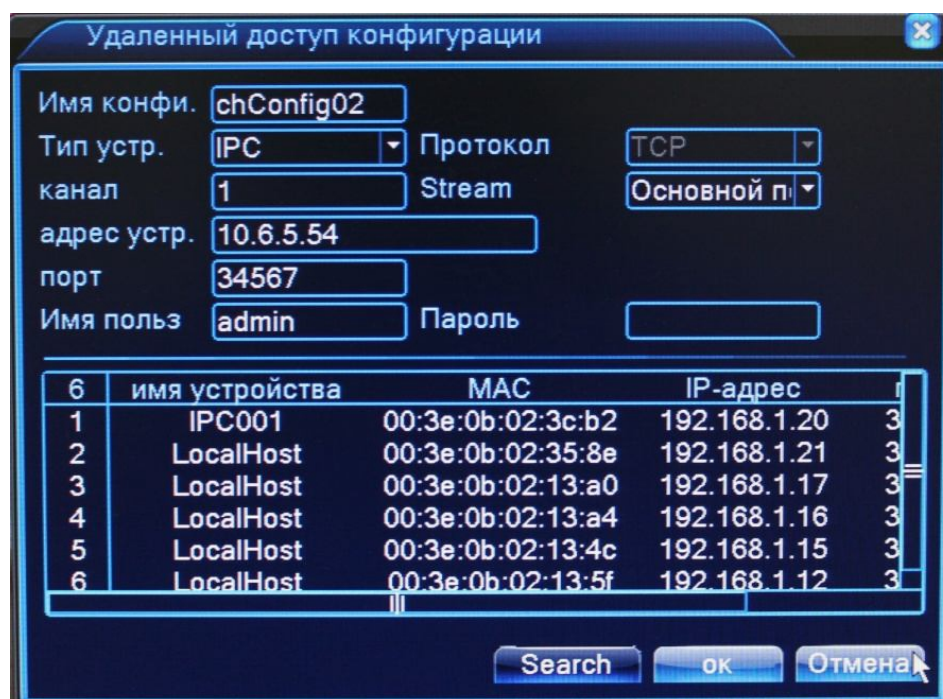 Удаленный доступ конфигурации
Имя конфи. chConfig02
Тип устр. IPC Протокол TCP
канал 1 Stream Основной п
адрес устр. 10.6.5.54
порт 34567
Имя польз admin Пароль
6 имя устройства MAC IP-адрес
1 IPC001 00:3e:0b:02:3c:b2 192.168.1.20 3
2 LocalHost 00:3e:0b:02:35:8e 192.168.1.21 3
3 LocalHost 00:3e:0b:02:13:a0 192.168.1.17 3
4 LocalHost 00:3e:0b:02:13:a4 192.168.1.16 3
5 LocalHost 00:3e:0b:02:13:4c 192.168.1.15 3
6 LocalHost 00:3e:0b:02:13:5f 192.168.1.12 3
Search ок Отмена